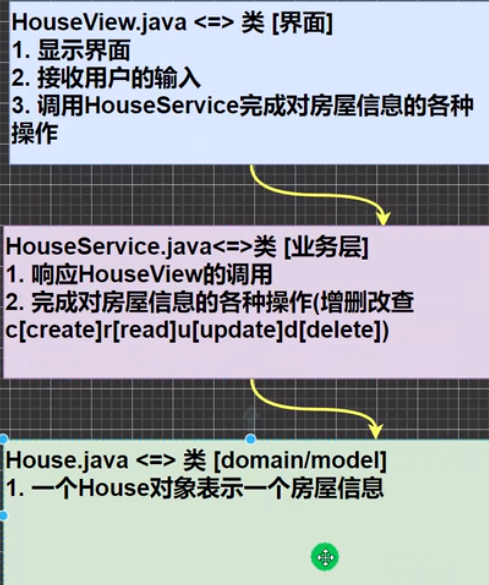 HouseView.java <=> 类 [界面]
1. 显示界面
2. 接收用户的输入
3. 调用HouseService完成对房屋信息的各种
操作
HouseService.java<=>类 [业务层]
1. 响应HouseView的调用
2. 完成对房屋信息的各种操作(增删改查
c[create]r[read]u[update]d[delete])
House.java <=> 类 [domain/model]
1. 一个House对象表示一个房屋信息